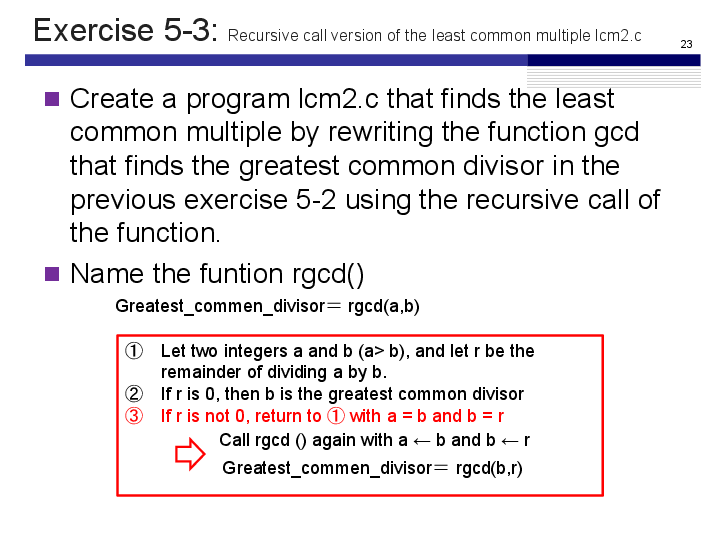 Exercise 5-3: Recursive call version of the least common multiple lcm2.c
23
Create a program lcm2.c that finds the least
common multiple by rewriting the function gcd
that finds the greatest common divisor in the
previous exercise 5-2 using the recursive call of
the function.
Name the funtion rgcd()
Greatest_commen_divisor＝ rgcd(a,b)
① Let two integers a and b (a> b), and let r be the
remainder of dividing a by b.
② If r is 0, then b is the greatest common divisor
③ If r is not 0, return to ① with a = b and b = r
Call rgcd () again with a ← b and b ← r
Greatest_commen_divisor＝ rgcd(b,r)